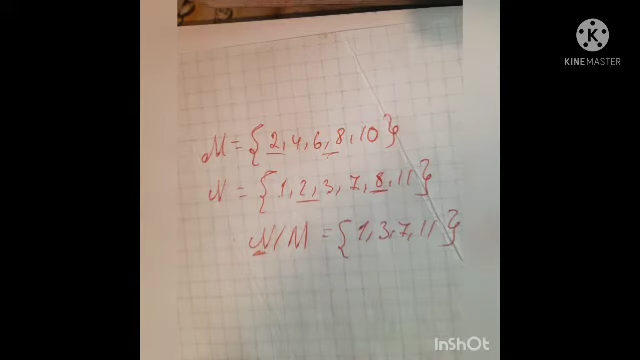 K
KINEMASTER
M={2,4,6,8,10}
N={1,2,3,7,8,11}
N/M={1,3,7,11}
InShOt